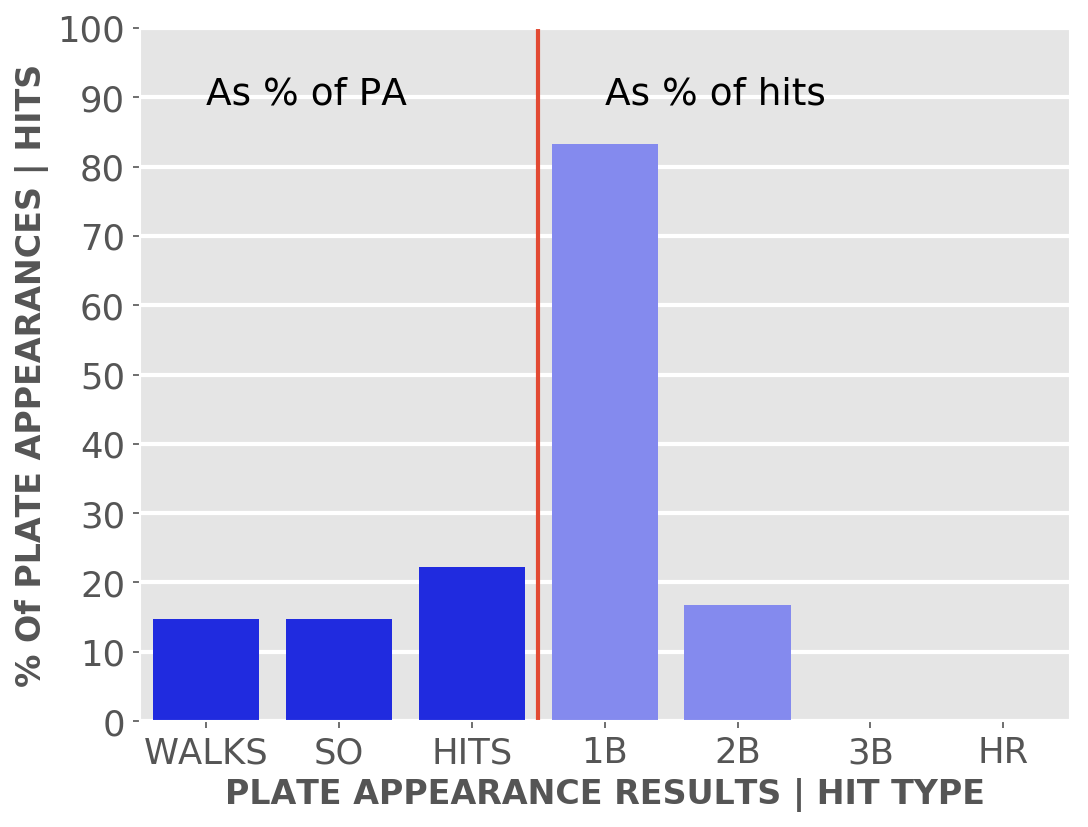 % Of PLATE APPEARANCES | HITS
100
90
80
70
60
50
40
30
20
10
0
As % of PA
As % of hits
WALKS SO HITS 1B 2B 3B HR
PLATE APPEARANCE RESULTS | HIT TYPE